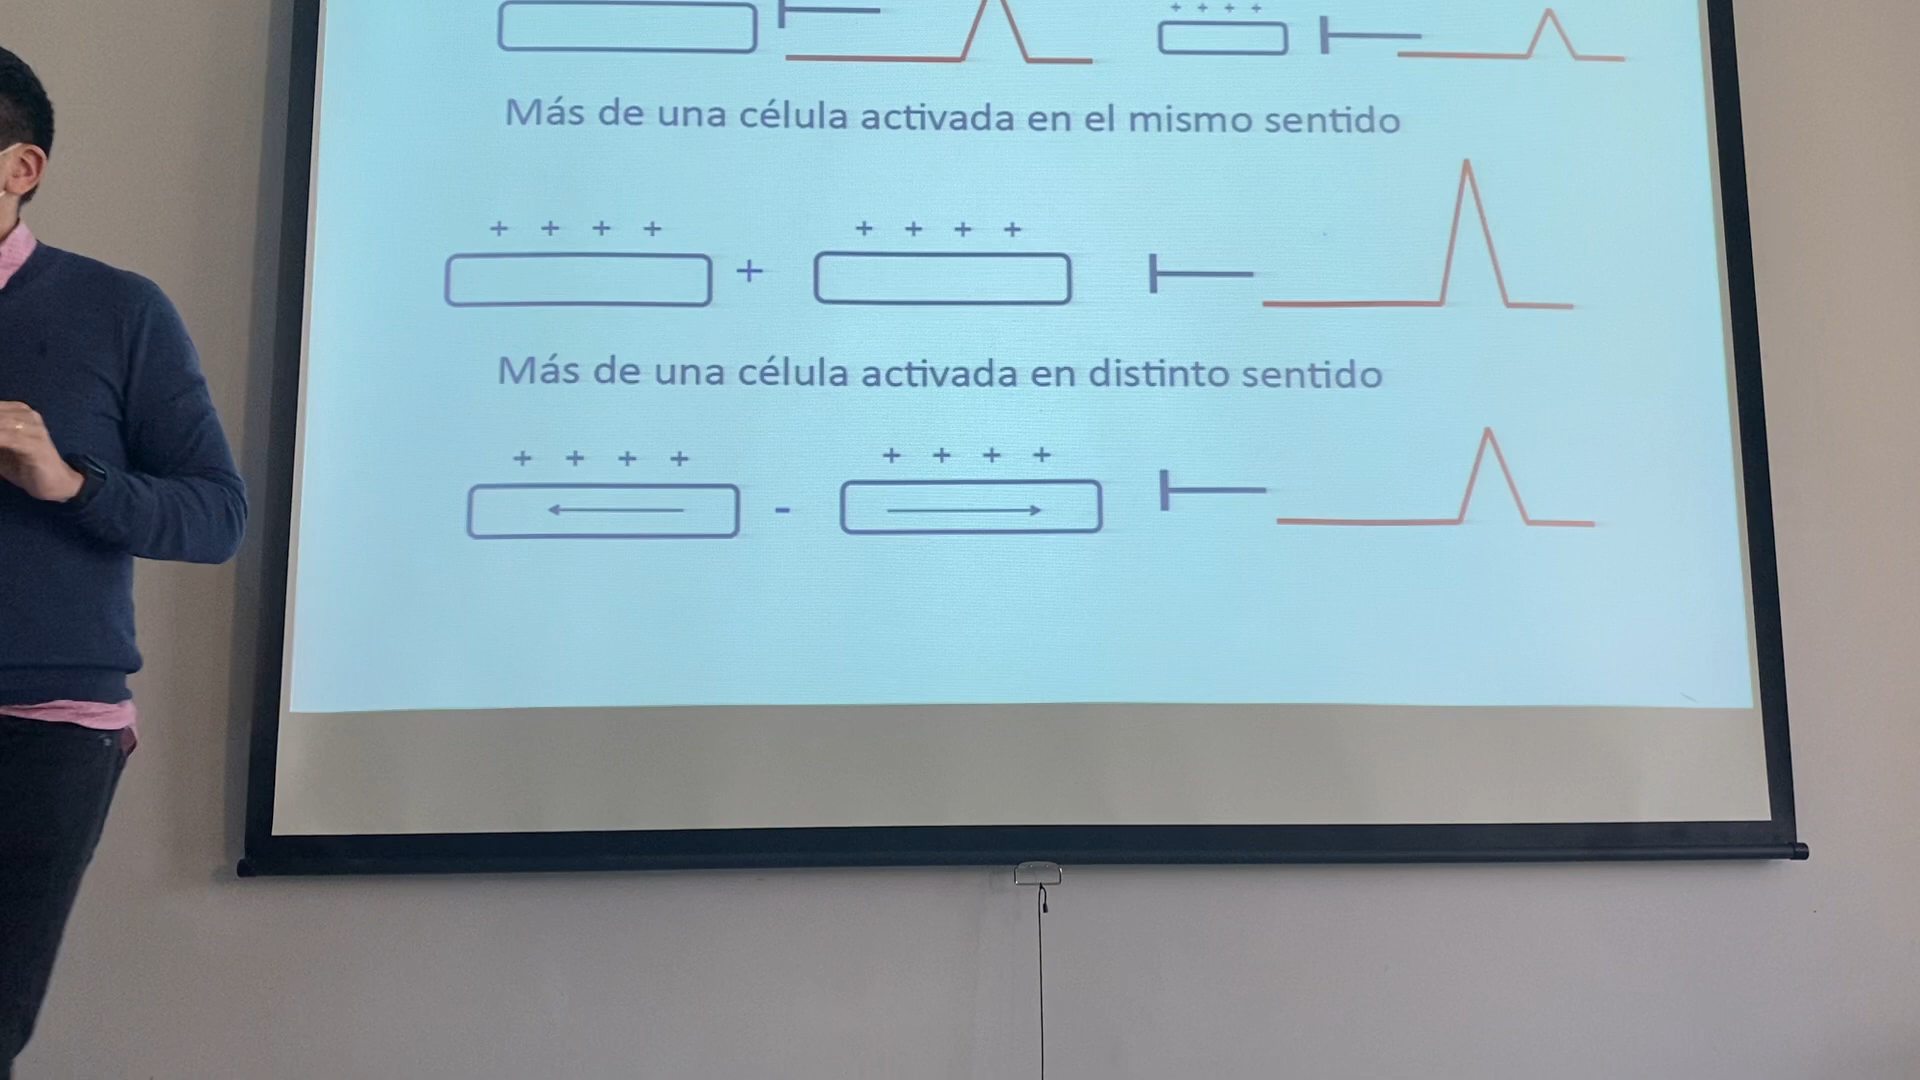 + + + +
Más de una célula activada en el mismo sentido
+ + + + + + + +
+
Más de una célula activada en distinto sentido
+ + + + + + + +
-